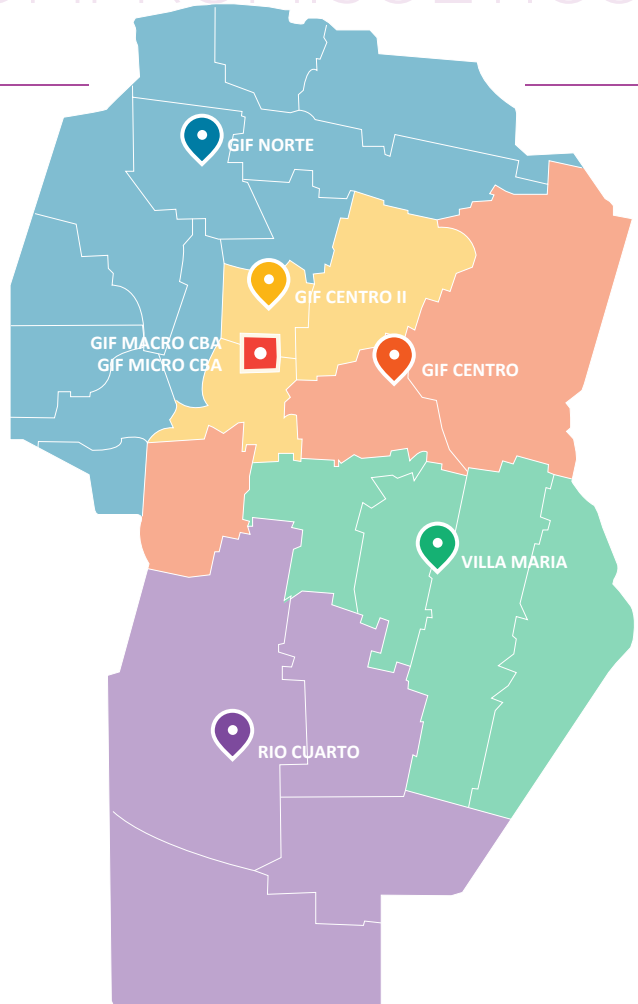 GIF NORTE
GIF CENTRO II
GIF MACRO CBA
GIF MICRO CBA
GIF CENTRO
VILLA MARIA
RIO CUARTO